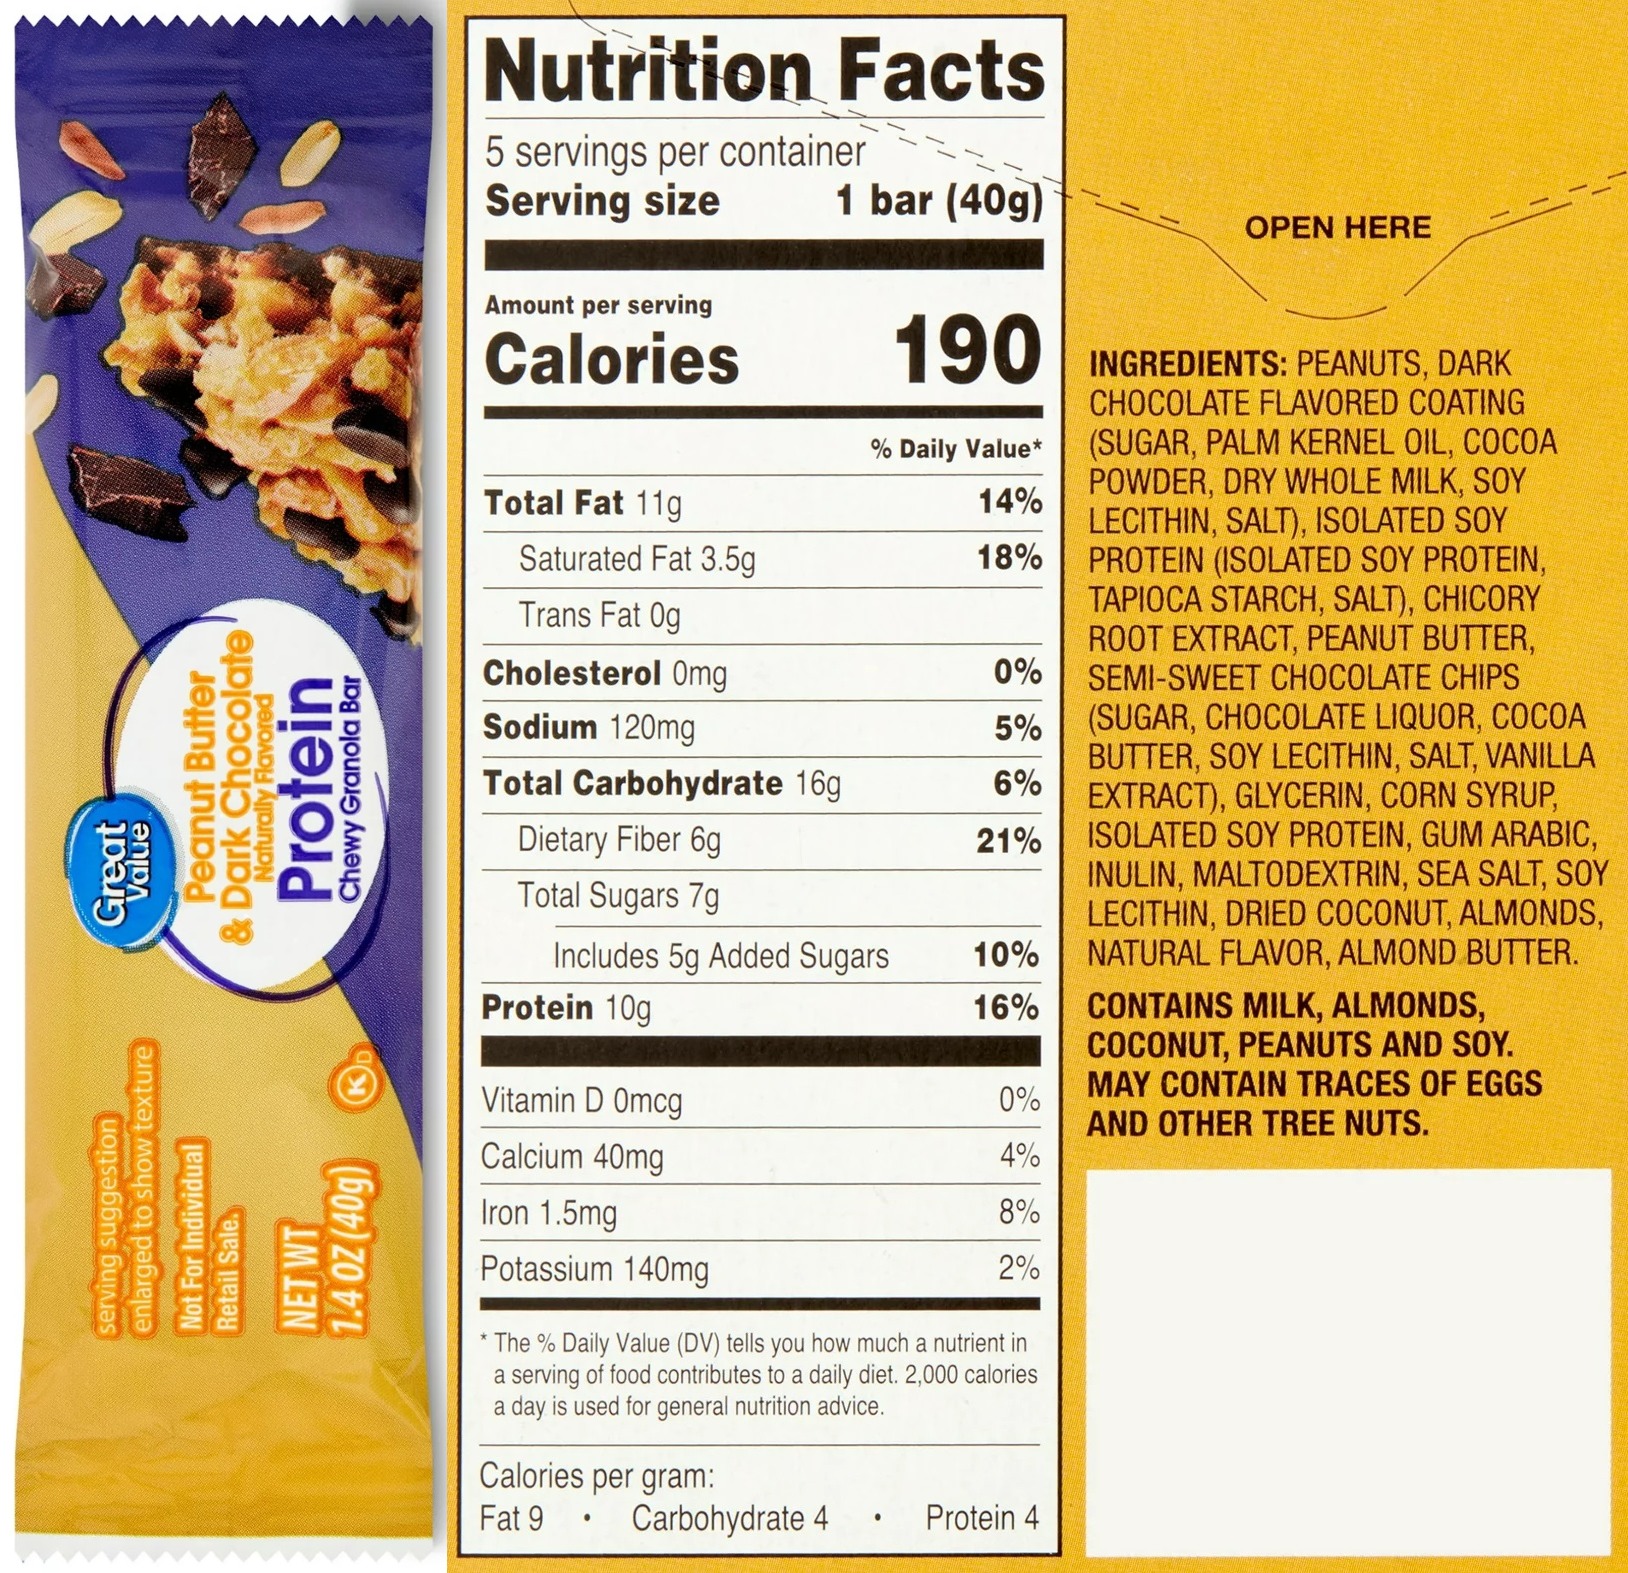 Great
Value
Peanut Butter
& Dark Chocolate
Naturally Flavored
Protein
Chewy Granola Bar
serving suggestion
enlarged to show texture
Not For Individual
Retail Sale.
NET WT
1.4 OZ (40g)
K D
Nutrition Facts
5 servings per container
Serving size 1 bar (40g)
Amount per serving
Calories 190
% Daily Value*
Total Fat 11g 14%
Saturated Fat 3.5g 18%
Trans Fat 0g
Cholesterol 0mg 0%
Sodium 120mg 5%
Total Carbohydrate 16g 6%
Dietary Fiber 6g 21%
Total Sugars 7g
Includes 5g Added Sugars 10%
Protein 10g 16%
Vitamin D 0mcg 0%
Calcium 40mg 4%
Iron 1.5mg 8%
Potassium 140mg 2%
* The % Daily Value (DV) tells you how much a nutrient in
a serving of food contributes to a daily diet. 2,000 calories
a day is used for general nutrition advice.
Calories per gram:
Fat 9 • Carbohydrate 4 • Protein 4
OPEN HERE
INGREDIENTS: PEANUTS, DARK
CHOCOLATE FLAVORED COATING
(SUGAR, PALM KERNEL OIL, COCOA
POWDER, DRY WHOLE MILK, SOY
LECITHIN, SALT), ISOLATED SOY
PROTEIN (ISOLATED SOY PROTEIN,
TAPIOCA STARCH, SALT), CHICORY
ROOT EXTRACT, PEANUT BUTTER,
SEMI-SWEET CHOCOLATE CHIPS
(SUGAR, CHOCOLATE LIQUOR, COCOA
BUTTER, SOY LECITHIN, SALT, VANILLA
EXTRACT), GLYCERIN, CORN SYRUP,
ISOLATED SOY PROTEIN, GUM ARABIC,
INULIN, MALTODEXTRIN, SEA SALT, SOY
LECITHIN, DRIED COCONUT, ALMONDS,
NATURAL FLAVOR, ALMOND BUTTER.
CONTAINS MILK, ALMONDS,
COCONUT, PEANUTS AND SOY.
MAY CONTAIN TRACES OF EGGS
AND OTHER TREE NUTS.